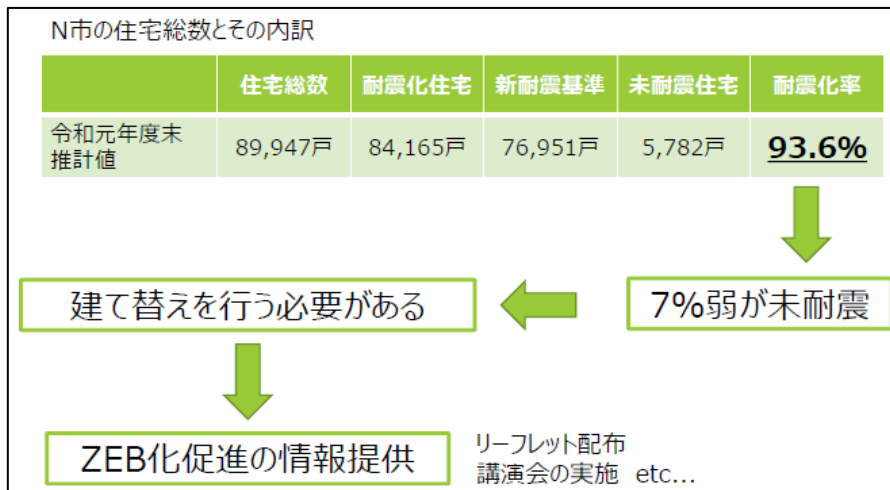 N市の住宅総数とその内訳
住宅総数 耐震化住宅 新耐震基準 未耐震住宅 耐震化率
令和元年度末
推計値 89,947戸 84,165戸 76,951戸 5,782戸 93.6%
建て替えを行う必要がある
7%弱が未耐震
ZEB化促進の情報提供
リーフレット配布
講演会の実施 etc...